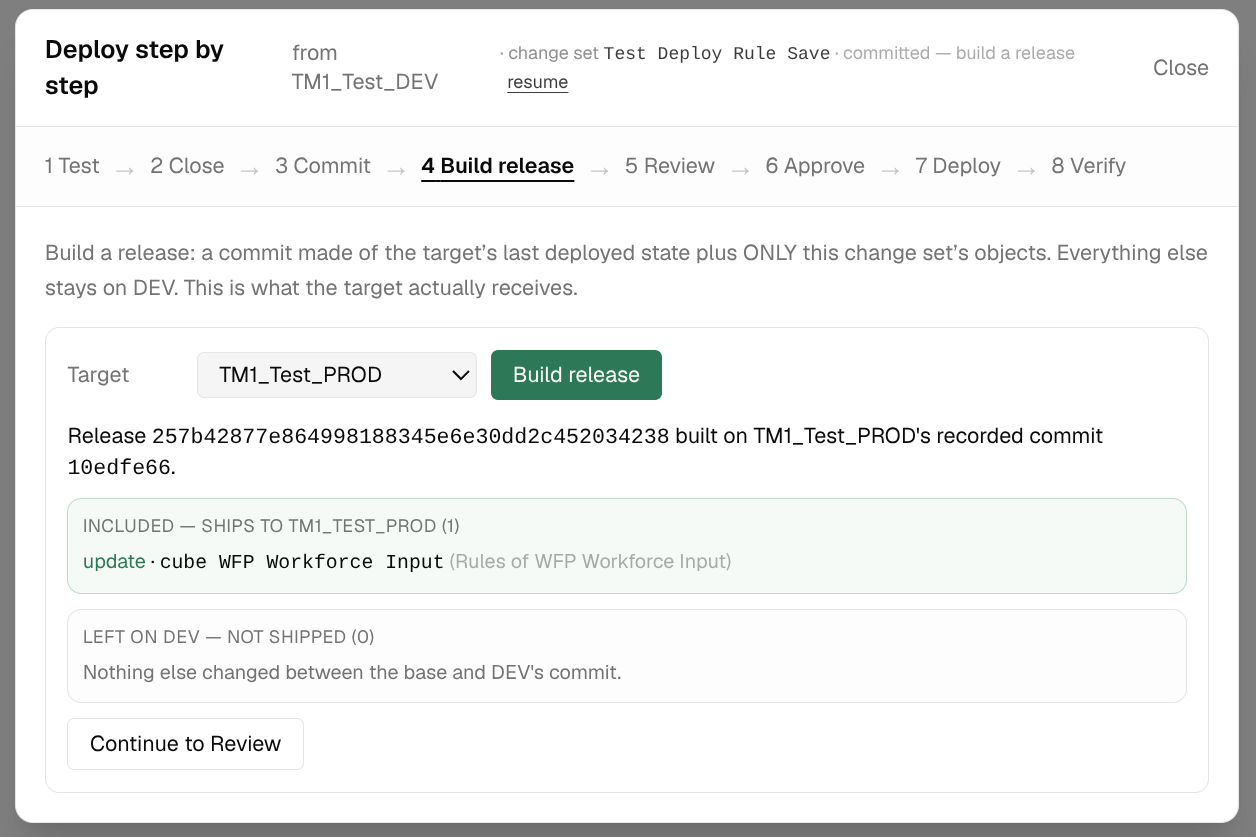 Deploy step by
step
from
TM1_Test_DEV
· change set Test Deploy Rule Save · committed — build a release
resume
Close
1 Test → 2 Close → 3 Commit → 4 Build release → 5 Review → 6 Approve → 7 Deploy → 8 Verify
Build a release: a commit made of the target’s last deployed state plus ONLY this change set’s objects. Everything else
stays on DEV. This is what the target actually receives.
Target TM1_Test_PROD Build release
Release 257b42877e864998188345e6e30dd2c452034238 built on TM1_Test_PROD's recorded commit
10edfe66.
INCLUDED — SHIPS TO TM1_TEST_PROD (1)
update · cube WFP Workforce Input (Rules of WFP Workforce Input)
LEFT ON DEV — NOT SHIPPED (0)
Nothing else changed between the base and DEV's commit.
Continue to Review